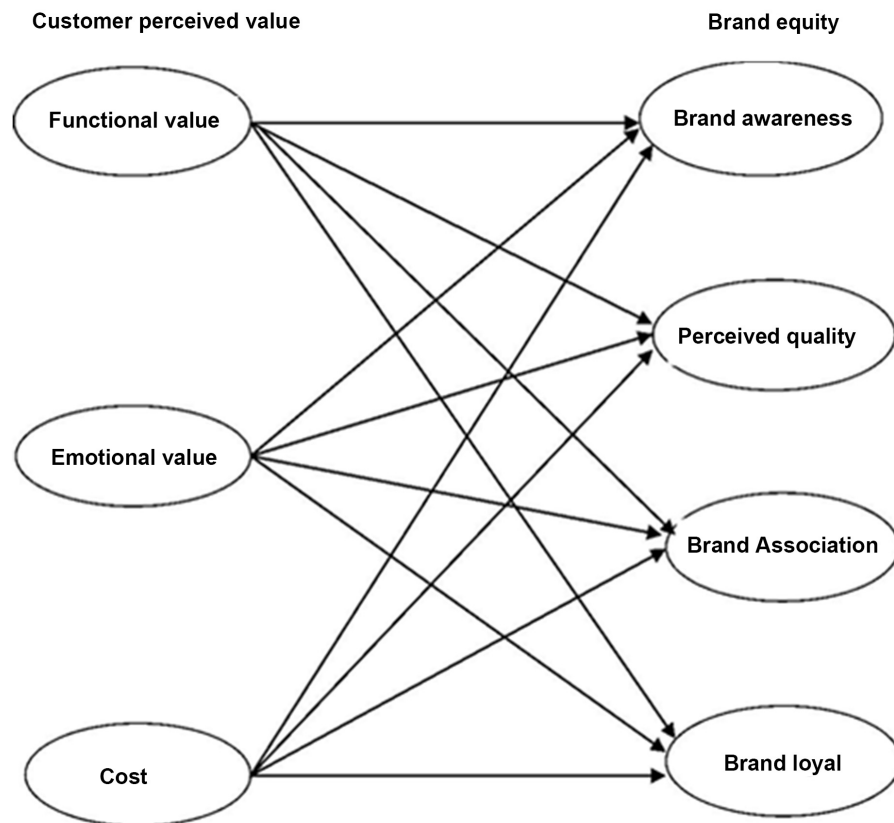 Customer perceived value
Brand equity
Functional value
Brand awareness
Perceived quality
Emotional value
Brand Association
Cost
Brand loyal